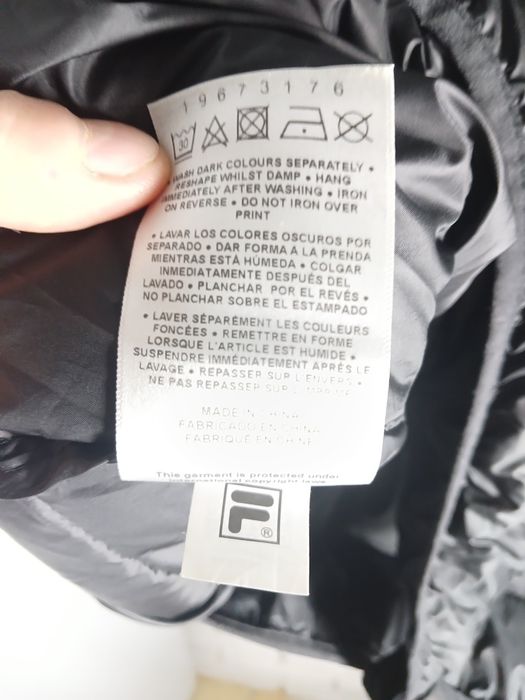 19673176
30
WASH DARK COLOURS SEPARATELY •
RESHAPE WHILST DAMP • HANG
IMMEDIATELY AFTER WASHING • IRON
ON REVERSE • DO NOT IRON OVER
PRINT
• LAVAR LOS COLORES OSCUROS POR
SEPARADO • DAR FORMA A LA PRENDA
MIENTRAS ESTÁ HÚMEDA • COLGAR
INMEDIATAMENTE DESPUÉS DEL
LAVADO • PLANCHAR POR EL REVÉS •
NO PLANCHAR SOBRE EL ESTAMPADO
• LAVER SÉPARÉMENT LES COULEURS
FONCÉES • REMETTRE EN FORME
LORSQUE L'ARTICLE EST HUMIDE •
SUSPENDRE IMMÉDIATEMENT APRÈS LE
LAVAGE • REPASSER SUR L'ENVERS •
NE PAS REPASSER SUR L'IMPRIMÉ
MADE IN CHINA
FABRICADO EN CHINA
FABRIQUÉ EN CHINE
This garment is protected under
international copyright laws
F ®